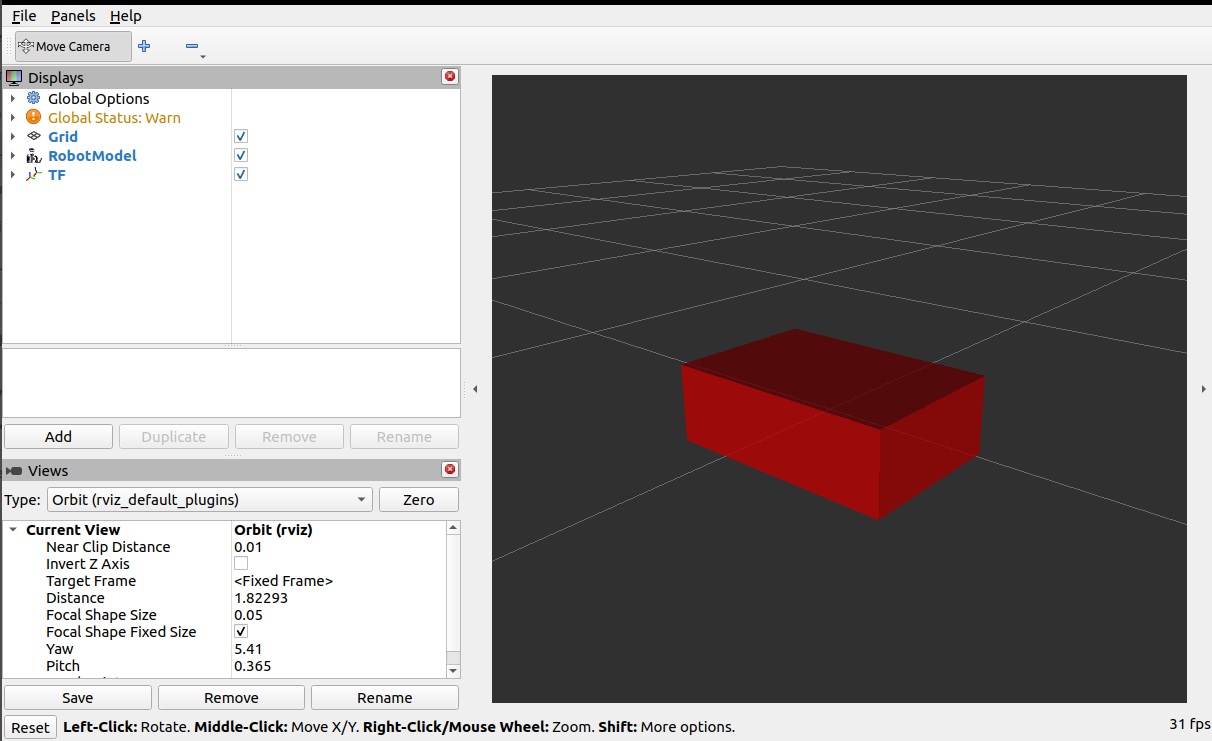 File Panels Help
Move Camera
Displays
Global Options
Global Status: Warn
Grid
RobotModel
TF
Add Duplicate Remove Rename
Views
Type: Orbit (rviz_default_plugins) Zero
Current View Orbit (rviz)
Near Clip Distance 0.01
Invert Z Axis
Target Frame <Fixed Frame>
Distance 1.82293
Focal Shape Size 0.05
Focal Shape Fixed Size
Yaw 5.41
Pitch 0.365
Save Remove Rename
Reset Left-Click: Rotate. Middle-Click: Move X/Y. Right-Click/Mouse Wheel: Zoom. Shift: More options. 31 fps